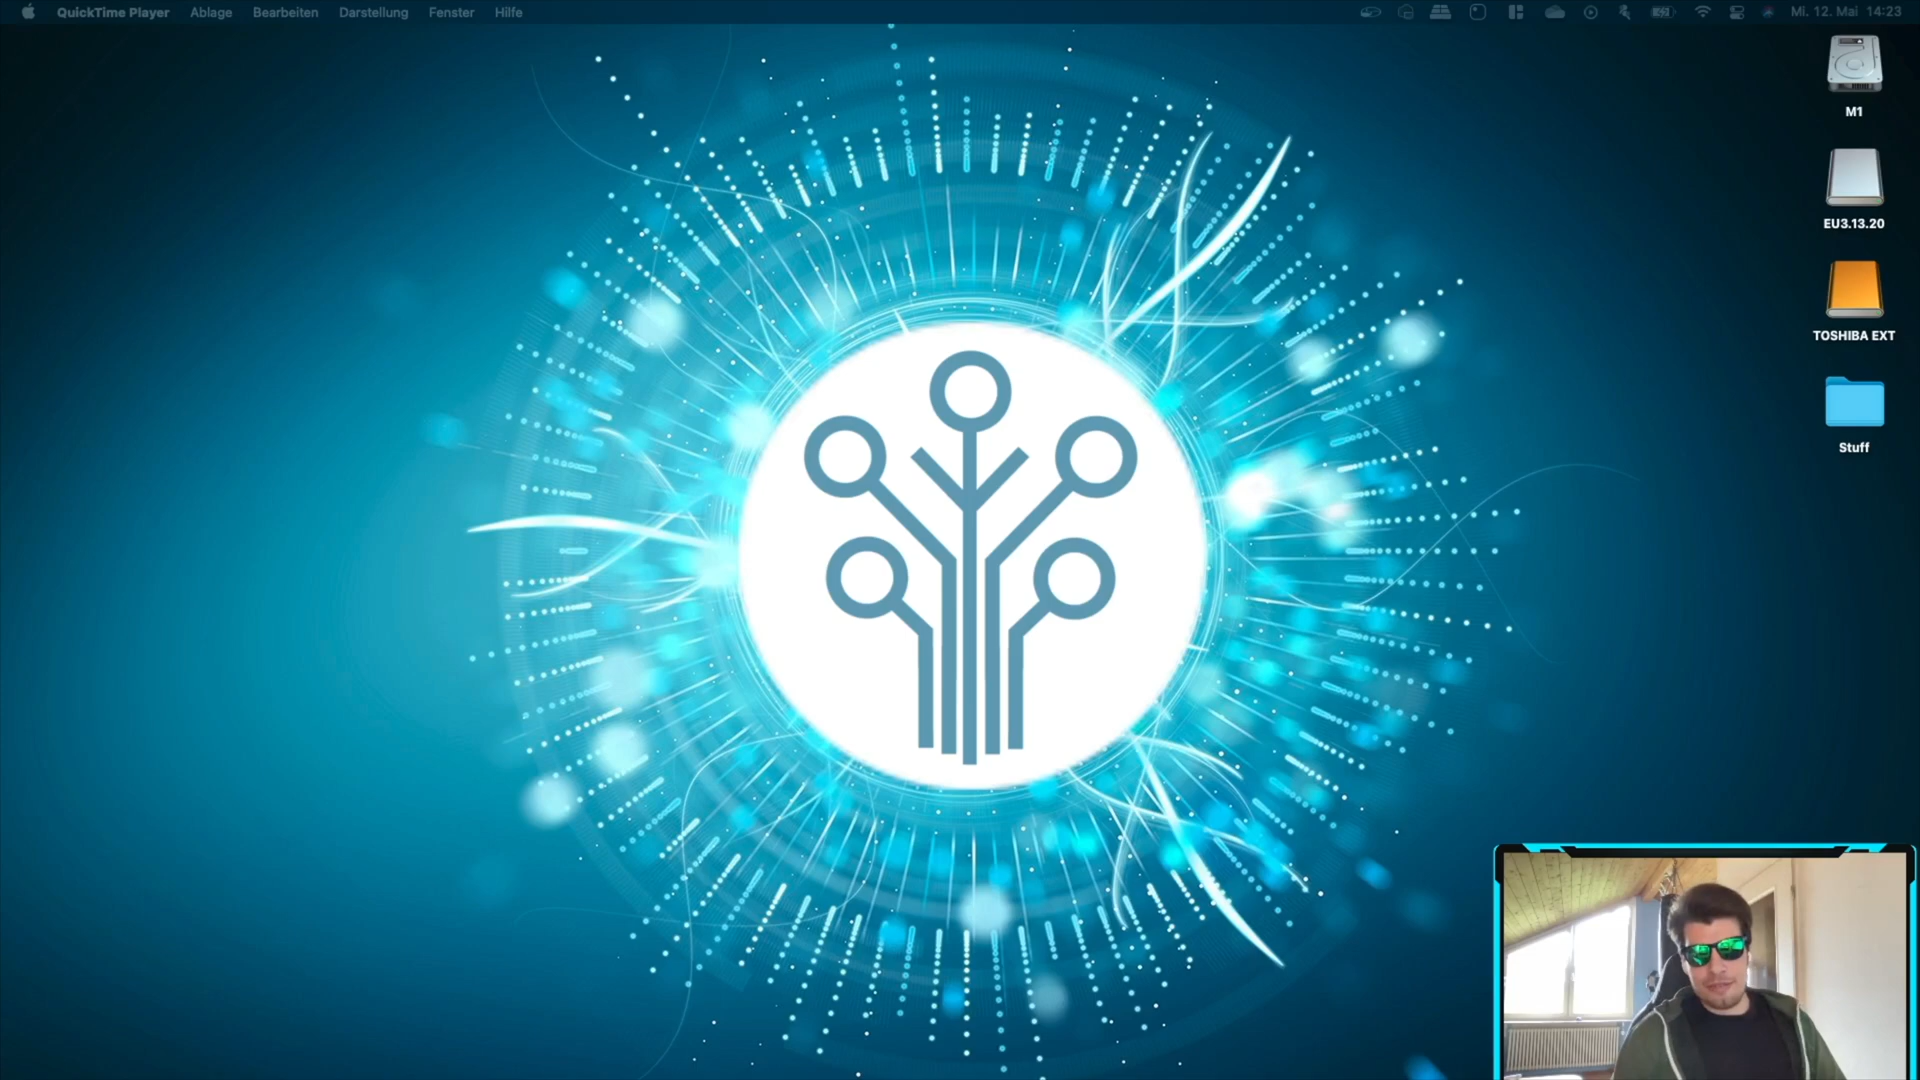 QuickTime Player Ablage Bearbeiten Darstellung Fenster Hilfe Mi. 12. Mai 14:23
M1
EU3.13.20
TOSHIBA EXT
Stuff